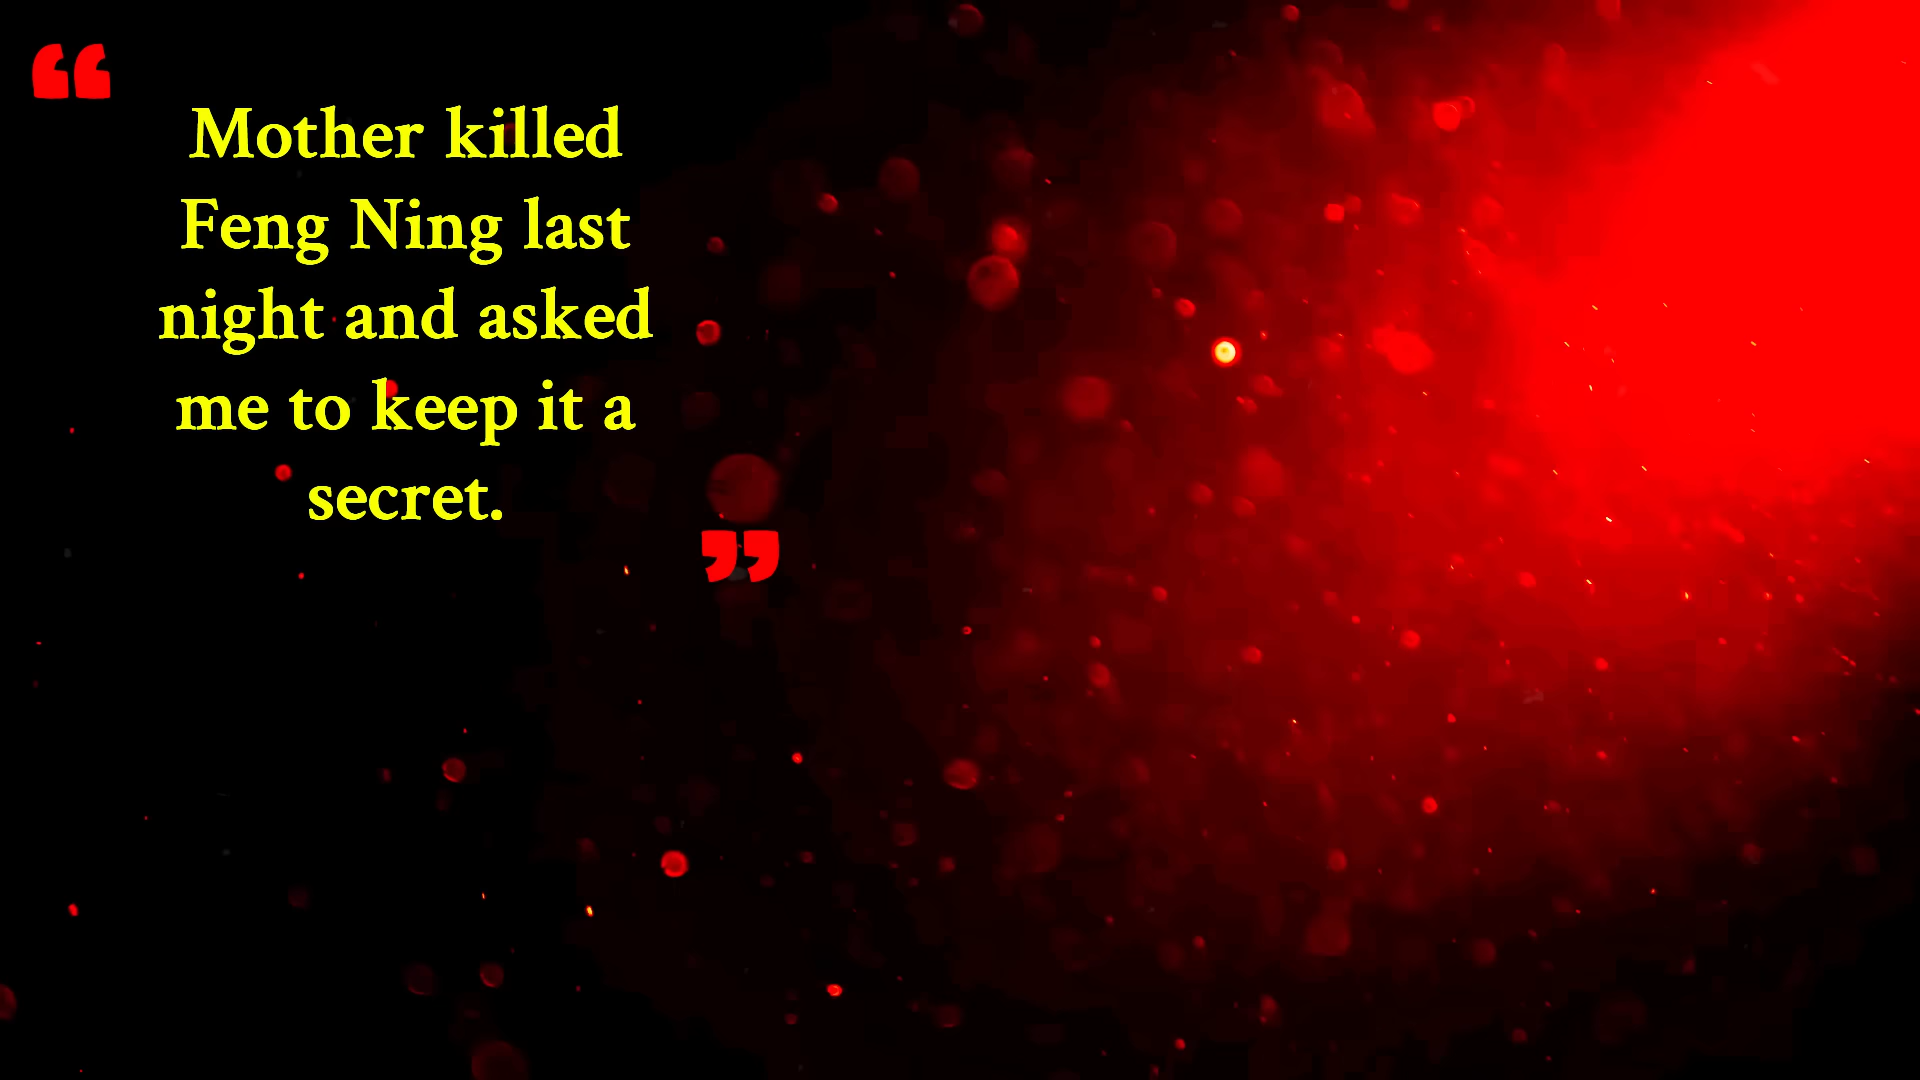 “
Mother killed
Feng Ning last
night and asked
me to keep it a
secret.
”